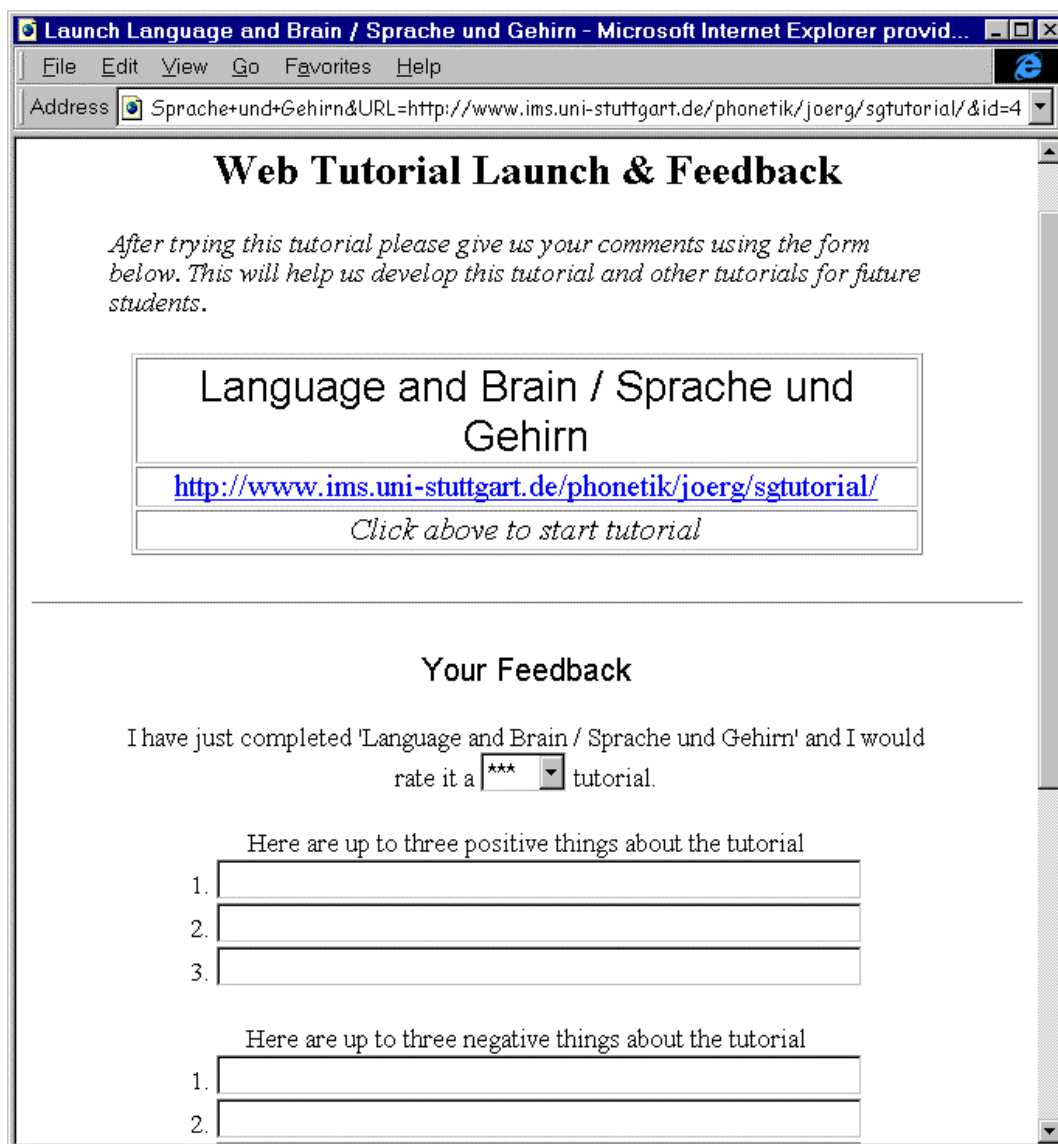 Launch Language and Brain / Sprache und Gehirn - Microsoft Internet Explorer provid...
File Edit View Go Favorites Help
Address Sprache+und+Gehirn&URL=http://www.ims.uni-stuttgart.de/phonetik/joerg/sgtutorial/&id=4
Web Tutorial Launch & Feedback
After trying this tutorial please give us your comments using the form
below. This will help us develop this tutorial and other tutorials for future
students.
Language and Brain / Sprache und
Gehirn
http://www.ims.uni-stuttgart.de/phonetik/joerg/sgtutorial/
Click above to start tutorial
Your Feedback
I have just completed 'Language and Brain / Sprache und Gehirn' and I would
rate it a *** tutorial.
Here are up to three positive things about the tutorial
1.
2.
3.
Here are up to three negative things about the tutorial
1.
2.